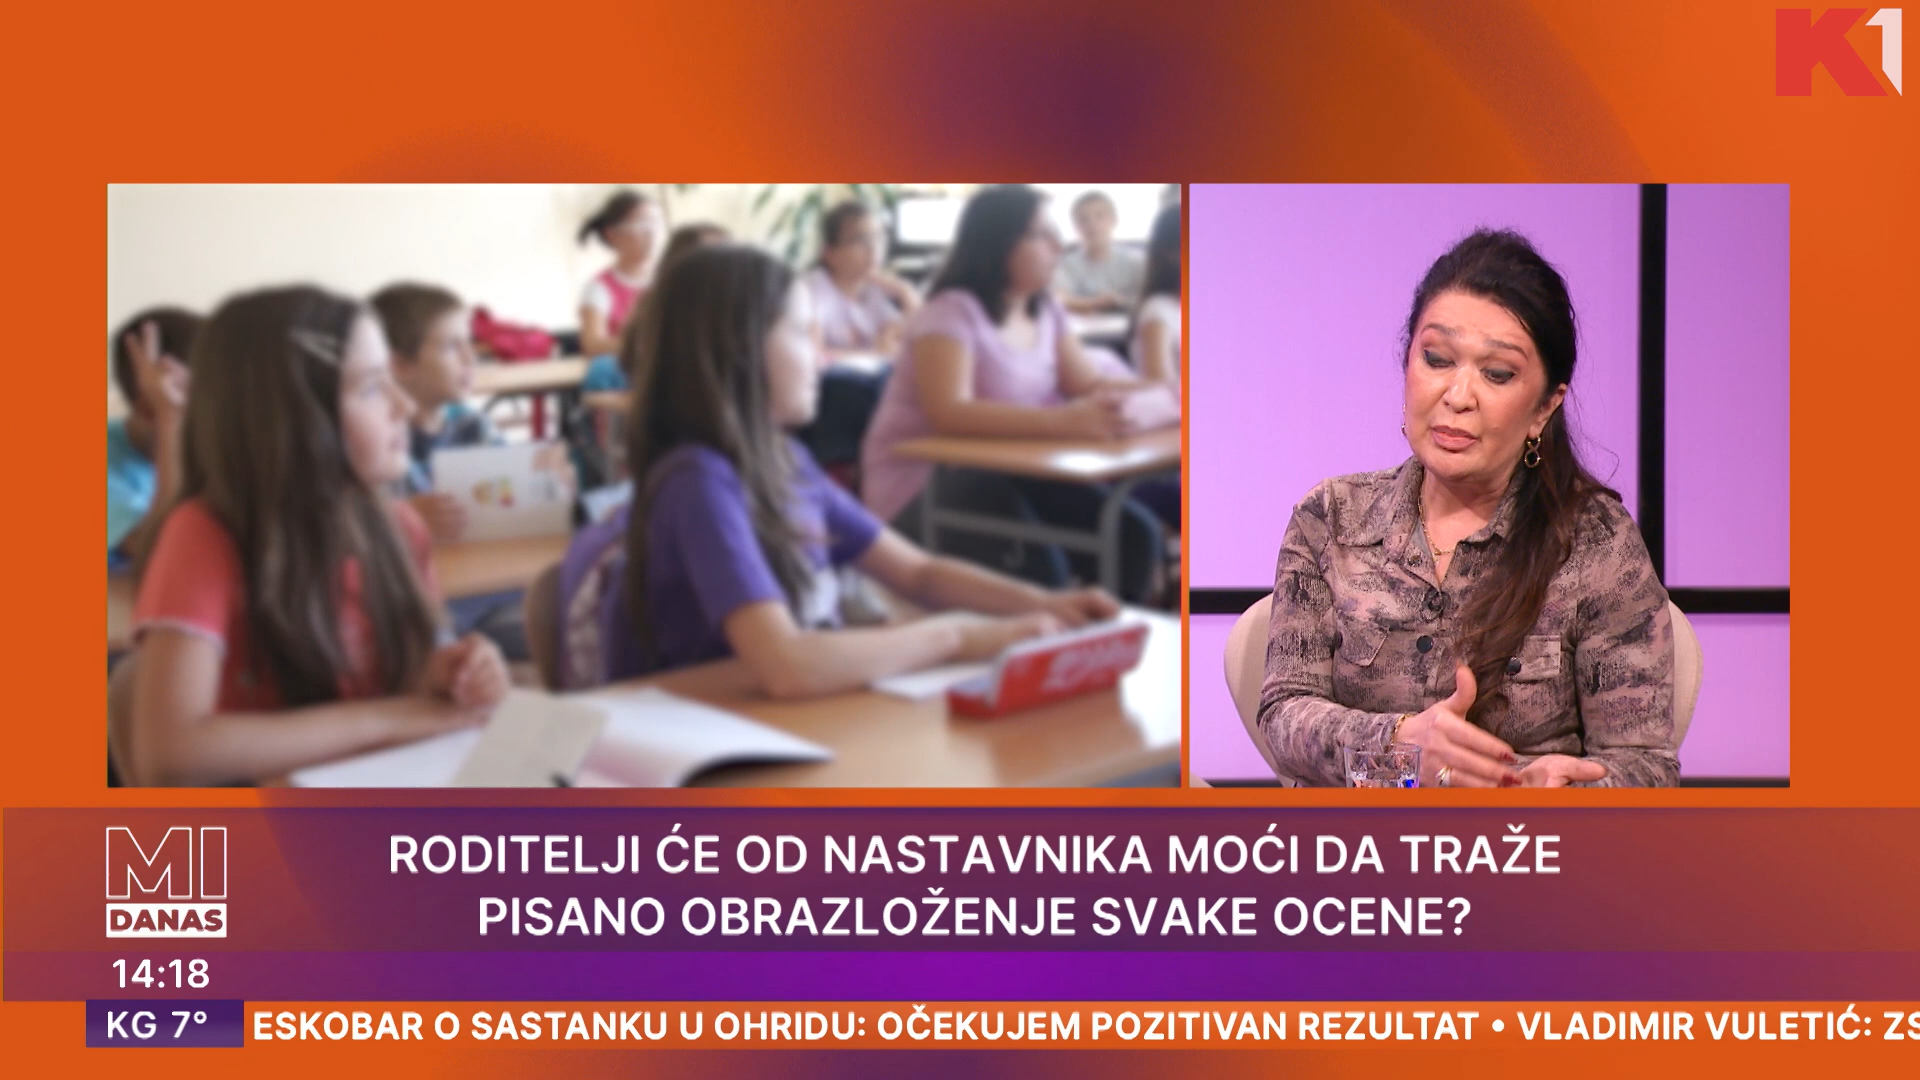 K1
RODITELJI ĆE OD NASTAVNIKA MOĆI DA TRAŽE
PISANO OBRAZLOŽENJE SVAKE OCENE?
MI
DANAS
14:18
KG 7°
ESKOBAR O SASTANKU U OHRIDU: OČEKUJEM POZITIVAN REZULTAT • VLADIMIR VULETIĆ: ZS